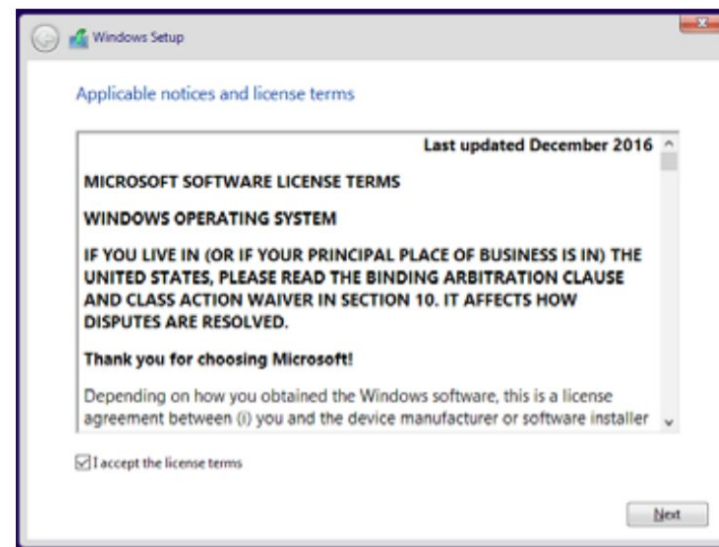 Windows Setup
Applicable notices and license terms
Last updated December 2016
MICROSOFT SOFTWARE LICENSE TERMS
WINDOWS OPERATING SYSTEM
IF YOU LIVE IN (OR IF YOUR PRINCIPAL PLACE OF BUSINESS IS IN) THE
UNITED STATES, PLEASE READ THE BINDING ARBITRATION CLAUSE
AND CLASS ACTION WAIVER IN SECTION 10. IT AFFECTS HOW
DISPUTES ARE RESOLVED.
Thank you for choosing Microsoft!
Depending on how you obtained the Windows software, this is a license
agreement between (i) you and the device manufacturer or software installer
I accept the license terms
Next